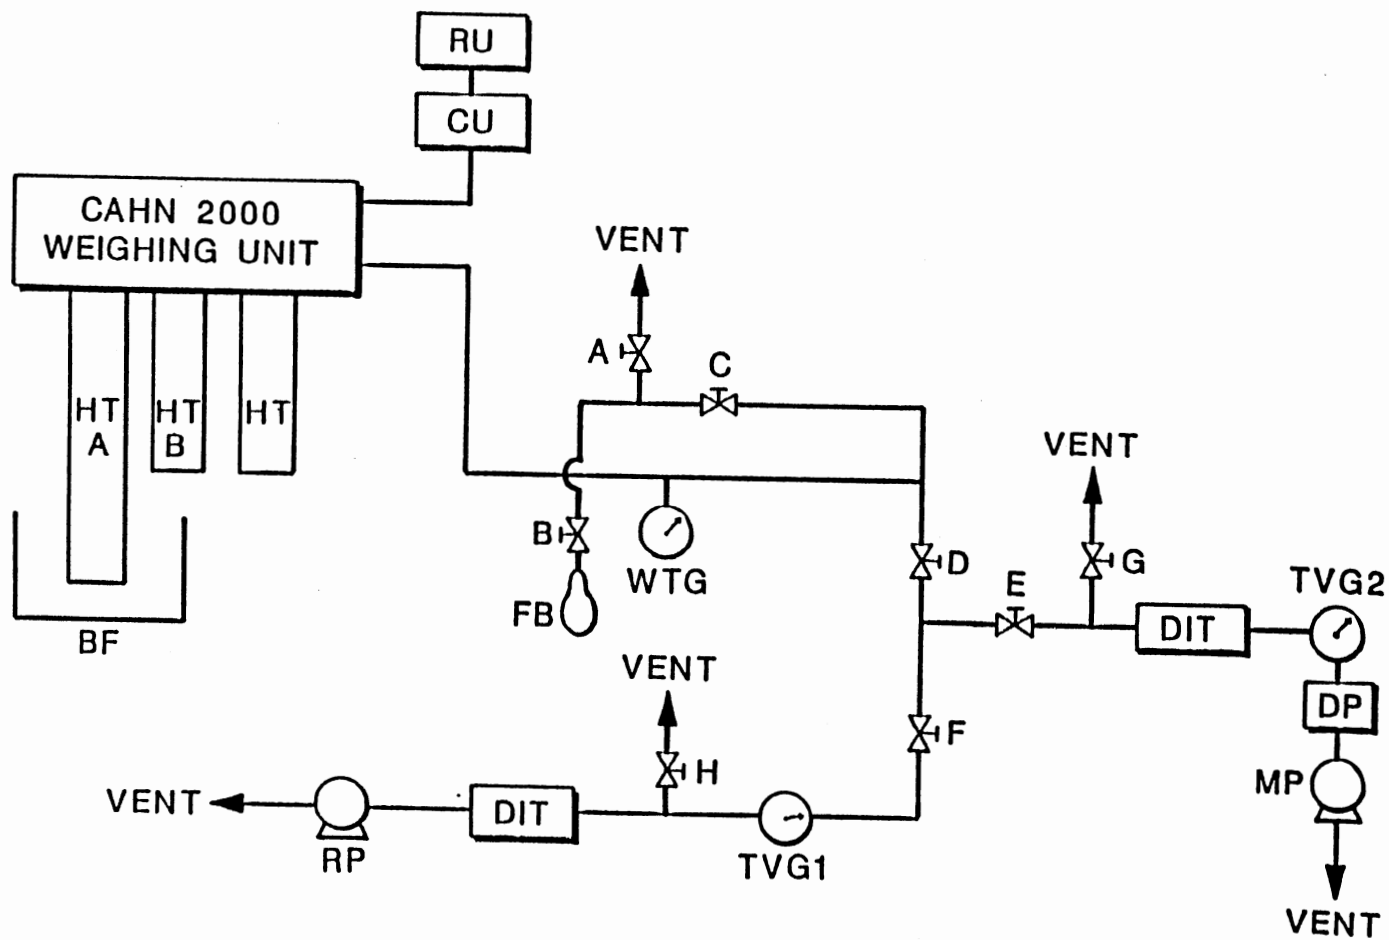 RU
CU
CAHN 2000
WEIGHING UNIT
VENT
A
C
HT
A
HT
B
HT
VENT
B
WTG
D
E
G
TVG2
FB
DIT
BF
VENT
DP
F
H
MP
VENT
DIT
RP
TVG1
VENT